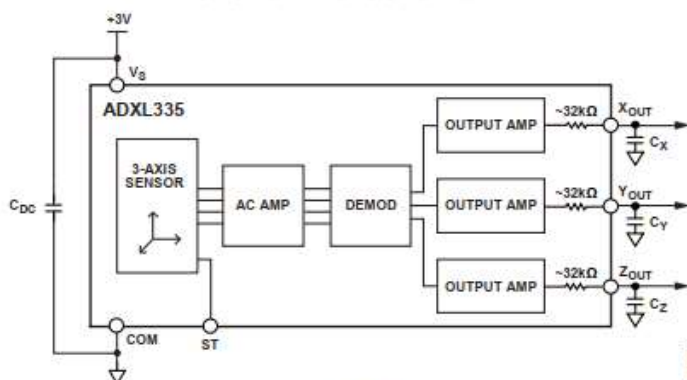 +3V
VS
ADXL335
3-AXIS
SENSOR
AC AMP
DEMOD
OUTPUT AMP
~32kΩ
XOUT
CX
OUTPUT AMP
~32kΩ
YOUT
CY
OUTPUT AMP
~32kΩ
ZOUT
CZ
CDC
COM
ST